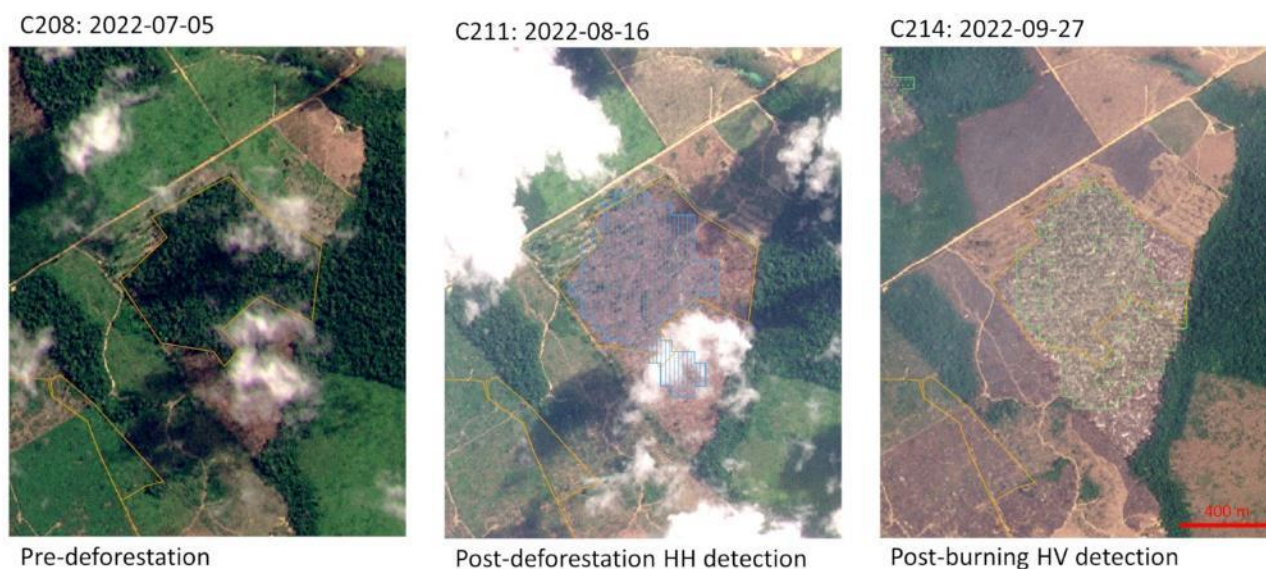 C208: 2022-07-05
C211: 2022-08-16
C214: 2022-09-27
400 m
Pre-deforestation
Post-deforestation HH detection
Post-burning HV detection